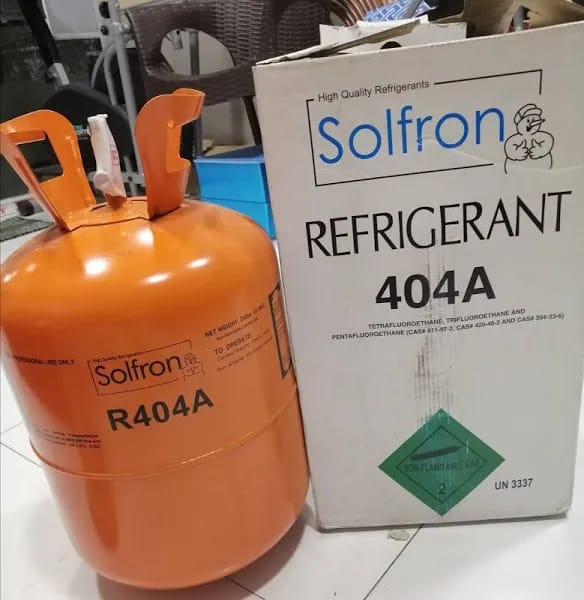 High Quality Refrigerants
Solfron
REFRIGERANT
404A
TETRAFLUOROETHANE, TRIFLUOROETHANE AND
PENTAFLUOROETHANE (CAS# 811-97-2, CAS# 420-46-2 AND CAS# 354-33-6)
NON-FLAMMABLE GAS
2
UN 3337
NET WEIGHT
TO OPERATE:
PROFESSIONAL USE ONLY
High Quality Refrigerants
Solfron
R404A